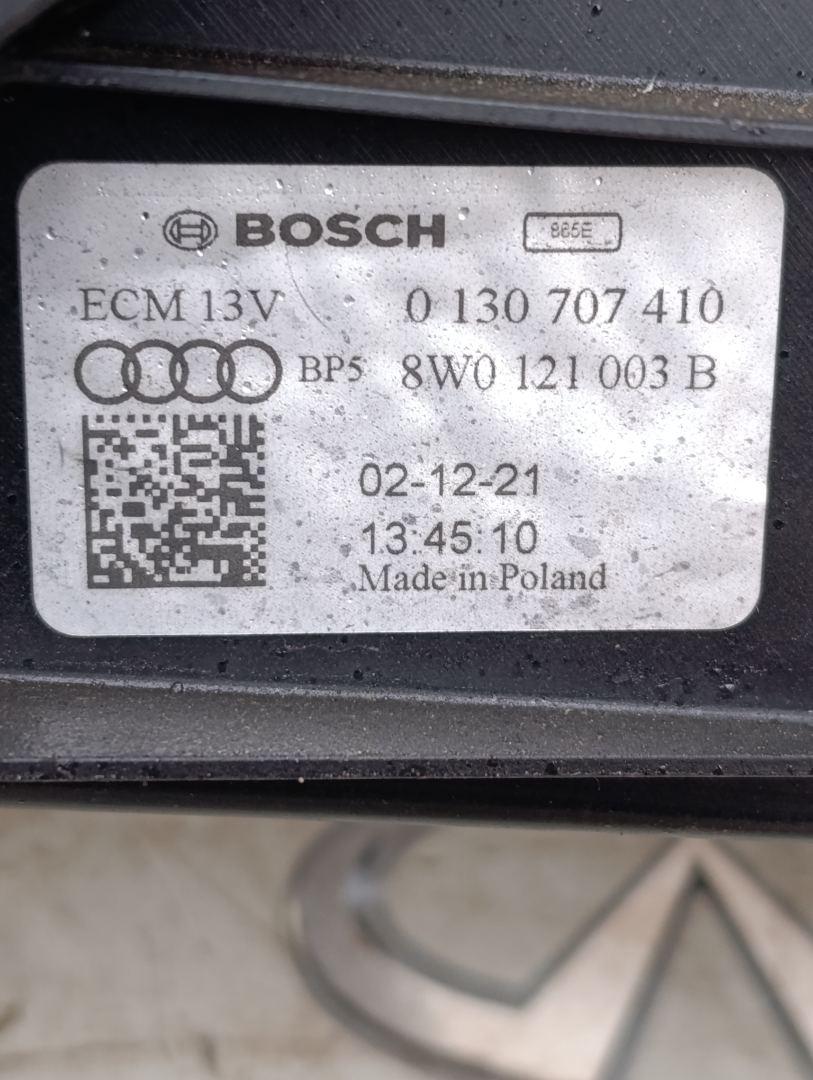 BOSCH 865E
ECM 13V 0 130 707 410
BP5 8W0 121 003 B
02-12-21
13:45:10
Made in Poland